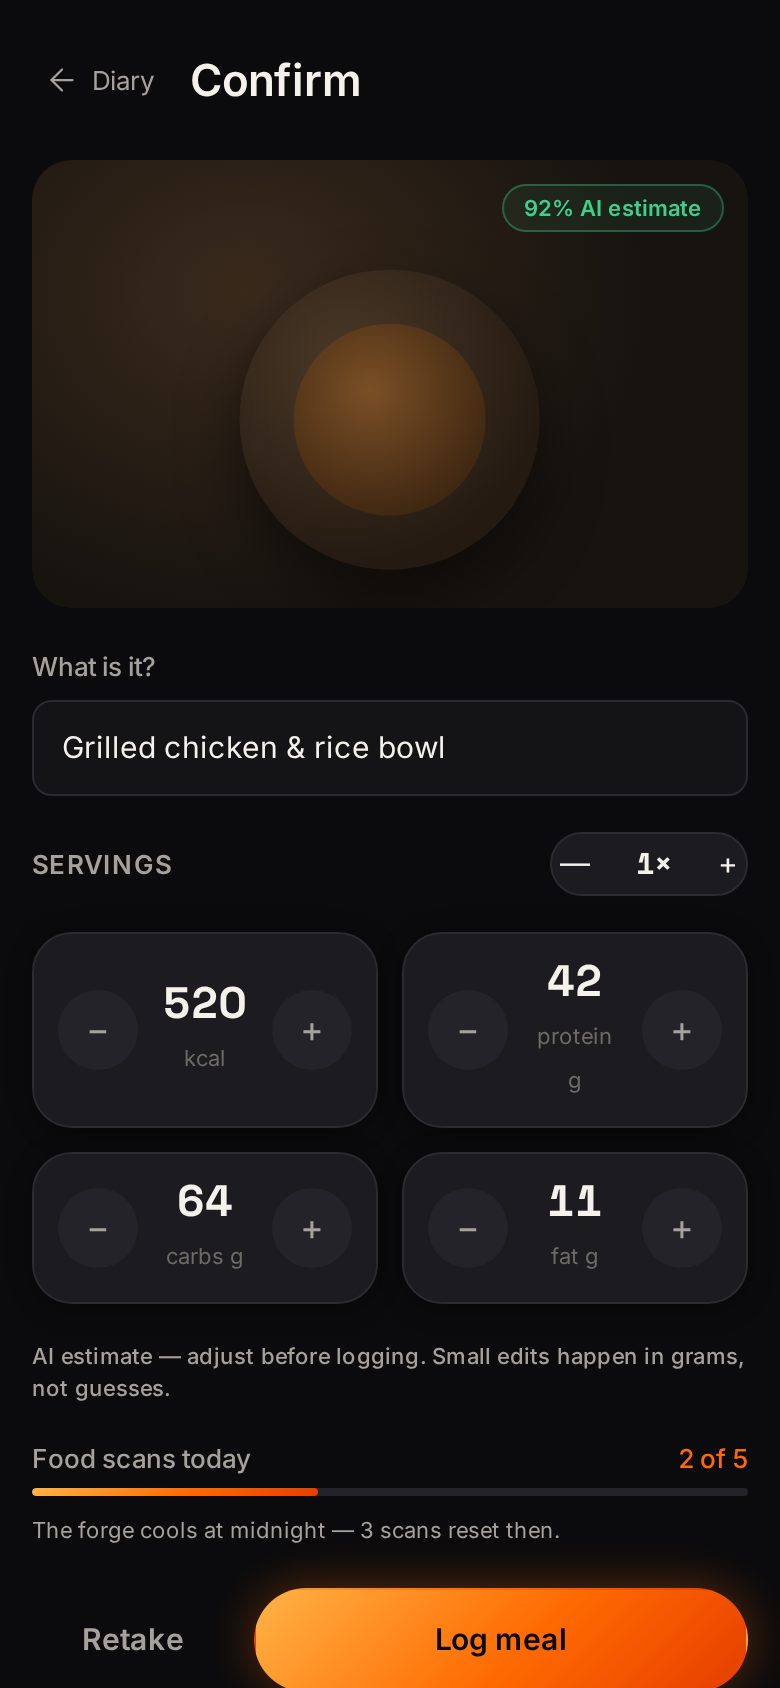 ← Diary Confirm
92% AI estimate
What is it?
Grilled chicken & rice bowl
SERVINGS — 1× +
− 520 +
kcal
− 42 +
protein
g
− 64 +
carbs g
− 11 +
fat g
AI estimate — adjust before logging. Small edits happen in grams,
not guesses.
Food scans today 2 of 5
The forge cools at midnight — 3 scans reset then.
Retake Log meal